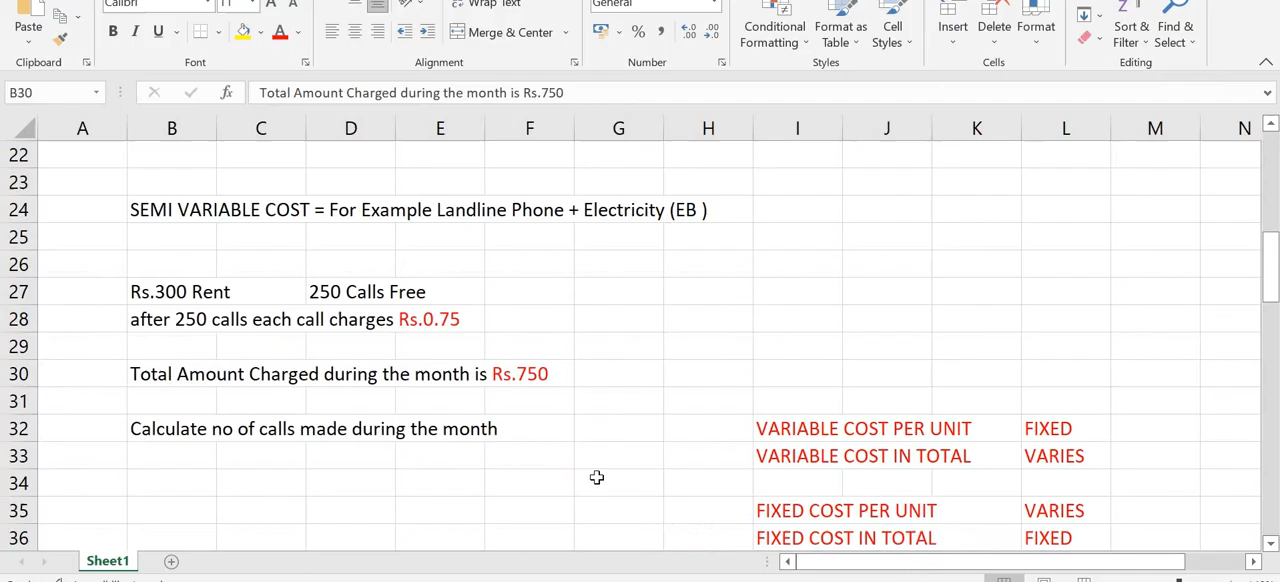 Calibri 11 A A Wrap Text General
Paste B I U A Merge & Center % , Conditional Formatting Format as Table Cell Styles Insert Delete Format Sort & Filter Find & Select
Clipboard Font Alignment Number Styles Cells Editing
B30 fx Total Amount Charged during the month is Rs.750
A B C D E F G H I J K L M N
22
23
24 SEMI VARIABLE COST = For Example Landline Phone + Electricity (EB )
25
26
27 Rs.300 Rent 250 Calls Free
28 after 250 calls each call charges Rs.0.75
29
30 Total Amount Charged during the month is Rs.750
31
32 Calculate no of calls made during the month VARIABLE COST PER UNIT FIXED
33 VARIABLE COST IN TOTAL VARIES
34
35 FIXED COST PER UNIT VARIES
36 FIXED COST IN TOTAL FIXED
Sheet1